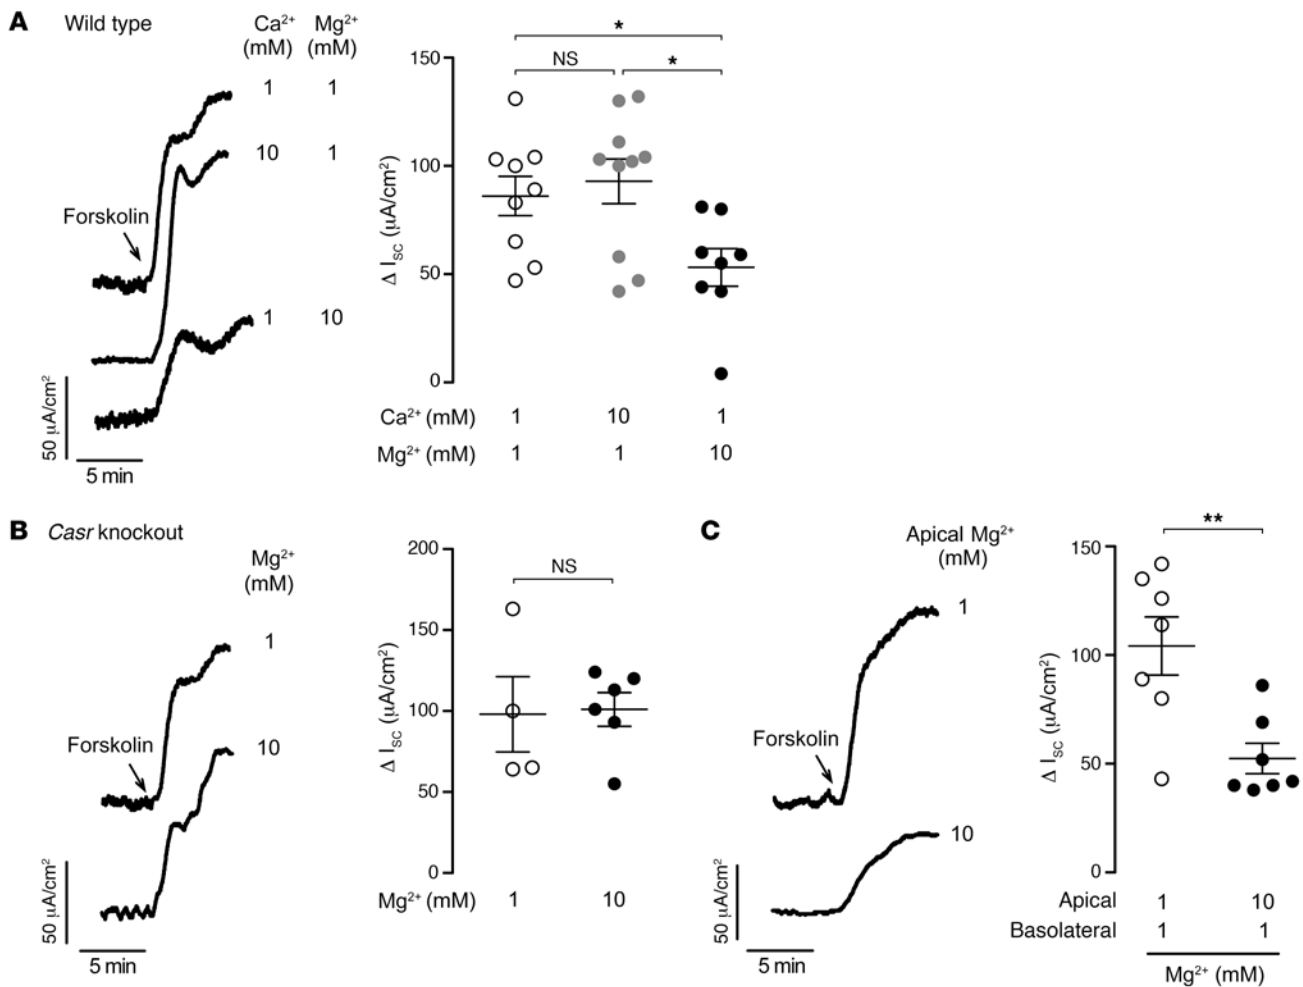 A Wild type Ca²⁺ Mg²⁺
(mM) (mM)
1 1
10 1
Forskolin
1 10
50 µA/cm²
5 min
* 
NS *
Δ I_SC (µA/cm²)
150
100
50
0
Ca²⁺ (mM) 1 10 1
Mg²⁺ (mM) 1 1 10
B Casr knockout
Mg²⁺
(mM)
1
Forskolin
10
50 µA/cm²
5 min
NS
Δ I_SC (µA/cm²)
200
150
100
50
0
Mg²⁺ (mM) 1 10
C
Apical Mg²⁺
(mM)
1
Forskolin
10
50 µA/cm²
5 min
**
Δ I_SC (µA/cm²)
150
100
50
0
Apical 1 10
Basolateral 1 1
Mg²⁺ (mM)